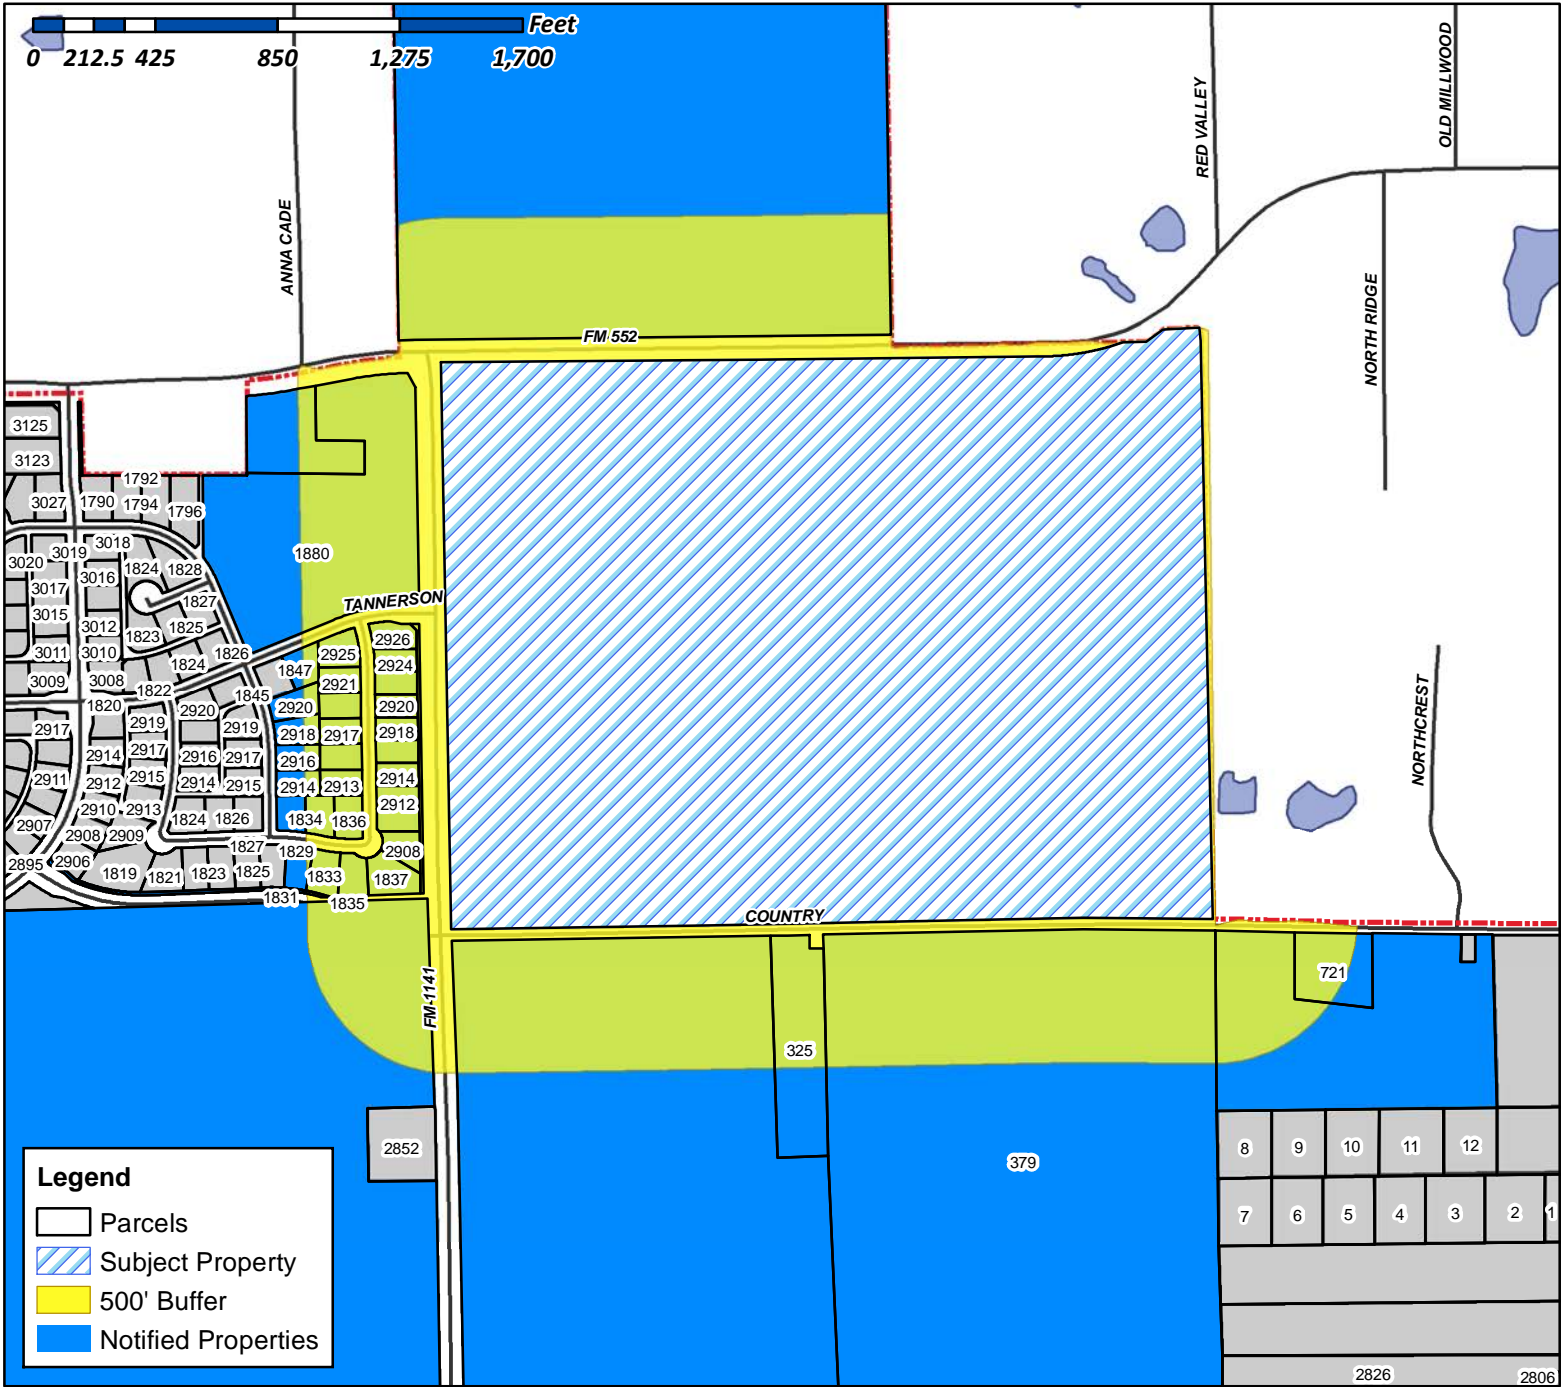 Feet
0 212.5 425 850 1,275 1,700
OLD MILLWOOD
RED VALLEY
ANNA CADE
NORTH RIDGE
FM 552
3125
3123
1792
3027 1790 1794 1796
3018
3019
1880
3020 1824 1828
3016
3017
1827
TANNERSON
3015
3012 1825
1823
2926
3011 3010 1826 2925
2924
1824
1847
3009 3008 2921
1822
1845
NORTHCREST
1820 2920 2920 2920
2917 2919 2919
2918 2917 2918
2914 2917 2916 2917 2916
2911 2912 2915 2914 2915 2914 2913 2914
2912
2910 2913
1824 1826 1834 1836
2907
2908 2909
1827 1829 2908
2895 2906
1819 1821 1823 1825 1833 1837
1831 1835
COUNTRY
FM-1141
721
325
2852
379
8 9 10 11 12
7 6 5 4 3 2 1
2826 2806
Legend
Parcels
Subject Property
500' Buffer
Notified Properties